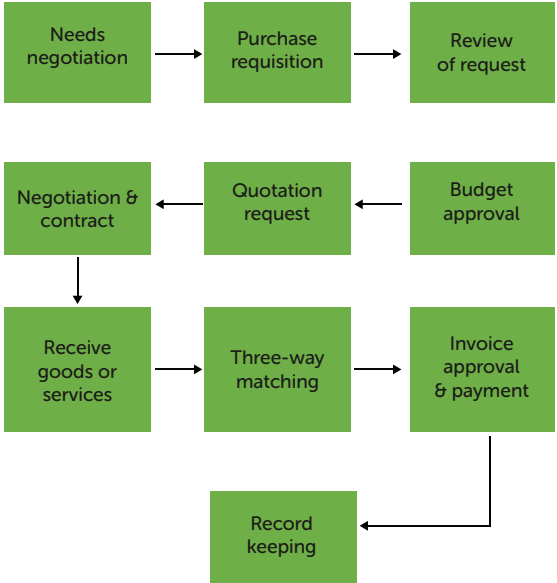 Needs
negotiation
Purchase
requisition
Review
of request
Negotiation &
contract
Quotation
request
Budget
approval
Receive
goods or
services
Three-way
matching
Invoice
approval
& payment
Record
keeping